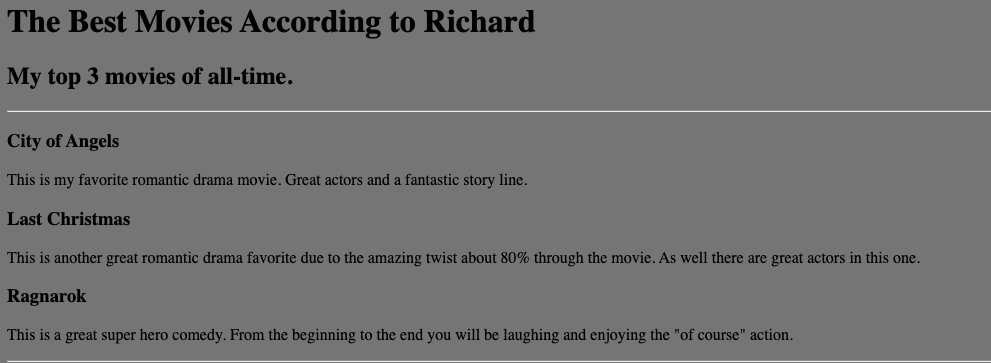 The Best Movies According to Richard
My top 3 movies of all-time.
City of Angels
This is my favorite romantic drama movie. Great actors and a fantastic story line.
Last Christmas
This is another great romantic drama favorite due to the amazing twist about 80% through the movie. As well there are great actors in this one.
Ragnarok
This is a great super hero comedy. From the beginning to the end you will be laughing and enjoying the "of course" action.